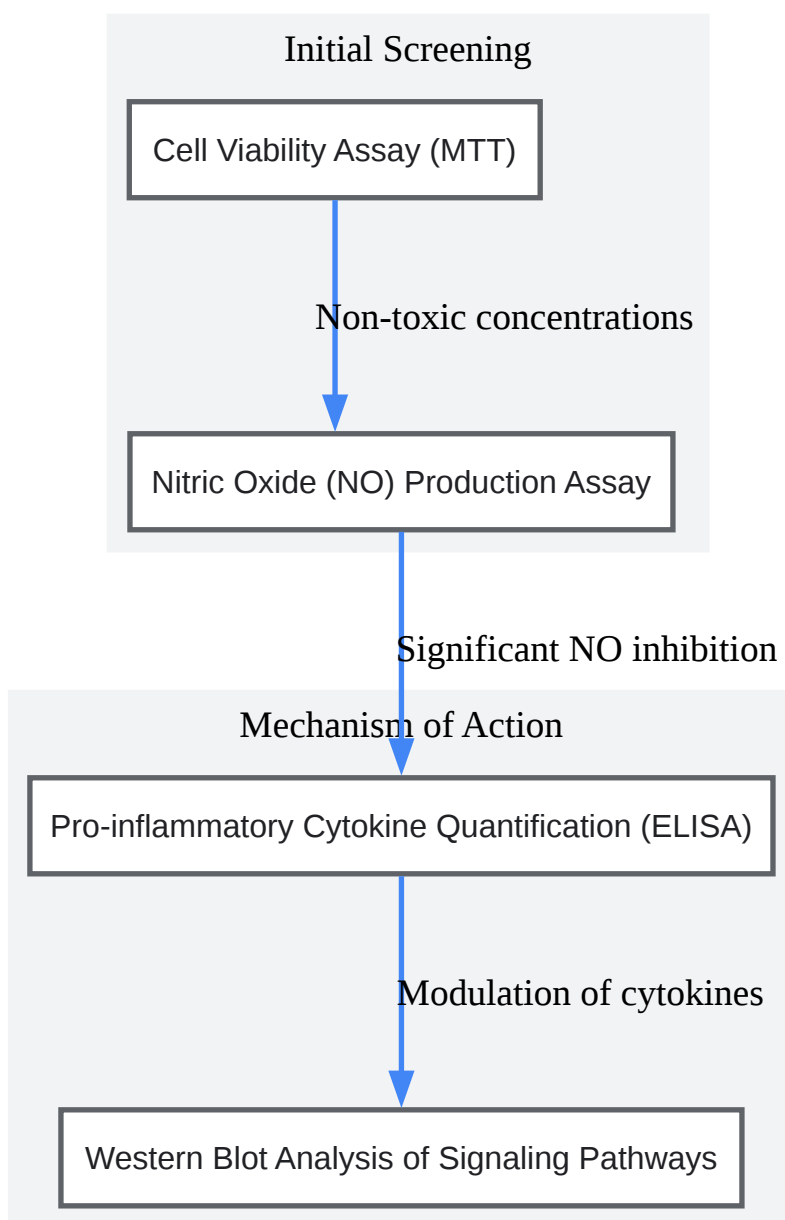 Initial Screening
Cell Viability Assay (MTT)
Non-toxic concentrations
Nitric Oxide (NO) Production Assay
Significant NO inhibition
Mechanism of Action
Pro-inflammatory Cytokine Quantification (ELISA)
Modulation of cytokines
Western Blot Analysis of Signaling Pathways